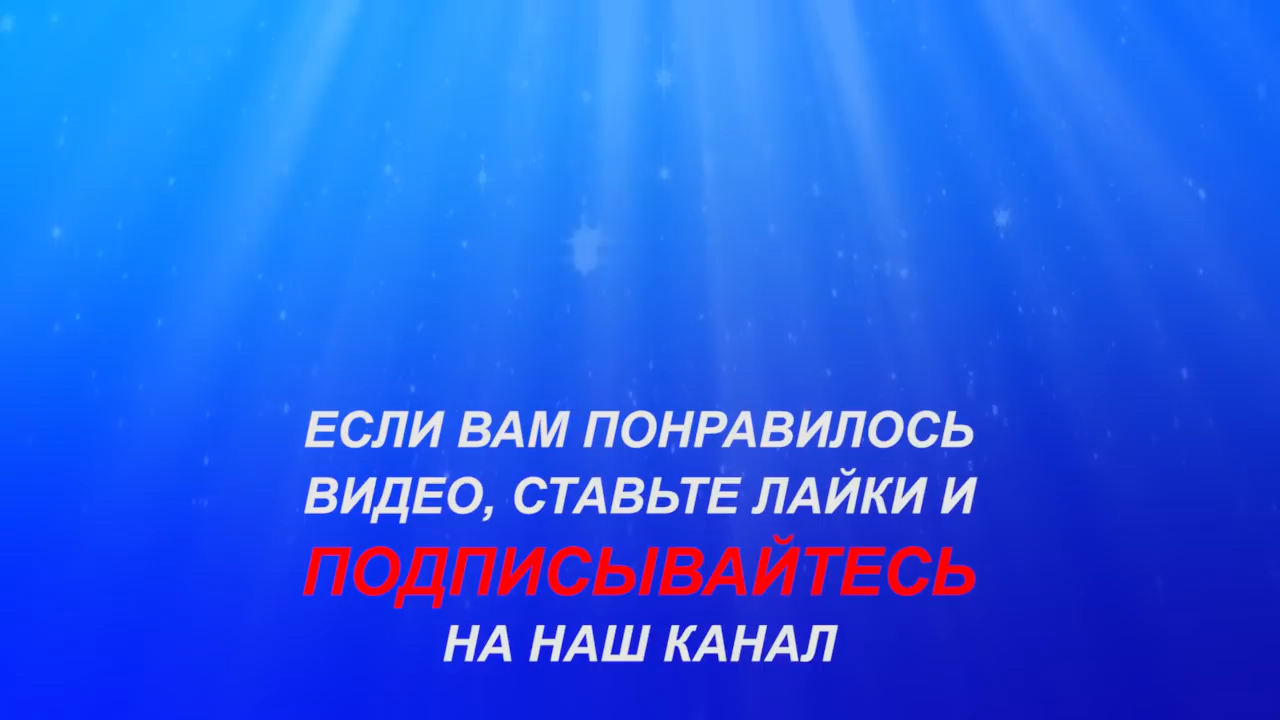 ЕСЛИ ВАМ ПОНРАВИЛОСЬ
ВИДЕО, СТАВЬТЕ ЛАЙКИ И
ПОДПИСЫВАЙТЕСЬ
НА НАШ КАНАЛ